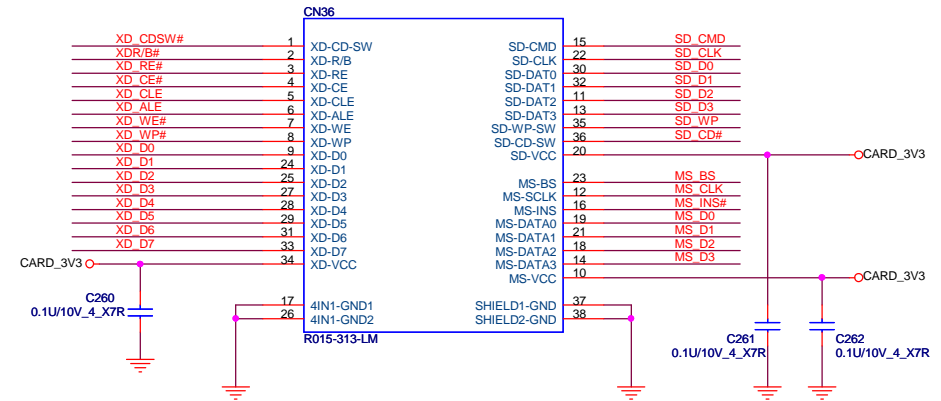 CN36
XD_CDSW# 1 XD-CD-SW SD-CMD 15 SD_CMD
XDR/B# 2 XD-R/B SD-CLK 22 SD_CLK
XD_RE# 3 XD-RE SD-DAT0 30 SD_D0
XD_CE# 4 XD-CE SD-DAT1 32 SD_D1
XD_CLE 5 XD-CLE SD-DAT2 11 SD_D2
XD_ALE 6 XD-ALE SD-DAT3 13 SD_D3
XD_WE# 7 XD-WE SD-WP-SW 35 SD_WP
XD_WP# 8 XD-WP SD-CD-SW 36 SD_CD#
XD_D0 9 XD-D0 SD-VCC 20 CARD_3V3
XD_D1 24 XD-D1
XD_D2 25 XD-D2 MS-BS 23 MS_BS
XD_D3 27 XD-D3 MS-SCLK 12 MS_CLK
XD_D4 28 XD-D4 MS-INS 16 MS_INS#
XD_D5 29 XD-D5 MS-DATA0 19 MS_D0
XD_D6 31 XD-D6 MS-DATA1 21 MS_D1
XD_D7 33 XD-D7 MS-DATA2 18 MS_D2
CARD_3V3 34 XD-VCC MS-DATA3 14 MS_D3
MS-VCC 10 CARD_3V3
C260
0.1U/10V_4_X7R
17 4IN1-GND1 SHIELD1-GND 37
26 4IN1-GND2 SHIELD2-GND 38
R015-313-LM
C261
0.1U/10V_4_X7R
C262
0.1U/10V_4_X7R